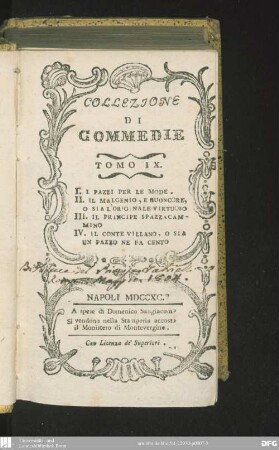 COLLEZIONE
DI
COMMEDIE
TOMO IX.
I. I PAZZI PER LE MODE.
II. IL MALGENIO, E BUONCORE,
O SIA L'ORIGINALE VIRTUOSO
III. IL PRINCIPE SPAZZACAM-
MINO
IV. IL CONTE VILLANO, O SIA
UN PAZZO NE FA CENTO
NAPOLI MDCCXC.
A spese di Domenico Sangiacomo
Si vendono nella Stamperia accosto
il Monistero di Montevergine.
Con Licenza de' Superiori.